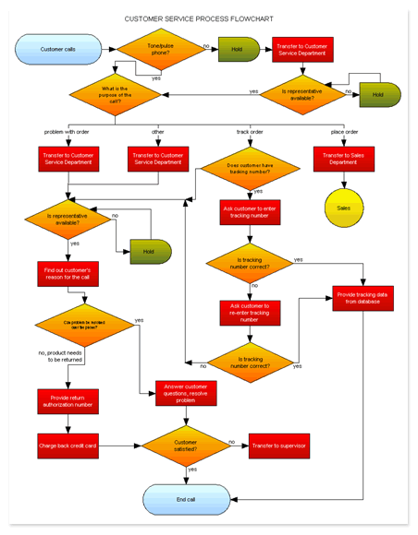 CUSTOMER SERVICE PROCESS FLOWCHART
Customer calls
Tone/pulse
phone?
no
Hold
Transfer to Customer
Service Department
yes
What is the
purpose of the
call?
yes
Is representative
available?
no
Hold
problem with order
other
track order
place order
Transfer to Customer
Service Department
Transfer to Customer
Service Department
Does customer have
tracking number?
Transfer to Sales
Department
yes
Ask customer to enter
tracking number
Sales
Is representative
available?
no
Hold
yes
Find out customer's
reason for the call
Is tracking
number correct?
yes
no
Provide tracking data
from database
Can problem be
yes
Ask customer to
re-enter tracking
number
no, product needs
to be returned
no
Is tracking
number correct?
yes
Provide return
authorization number
Answer customer
questions, resolve
problem
Charge back credit card
Customer
satisfied?
no
Transfer to supervisor
yes
End call